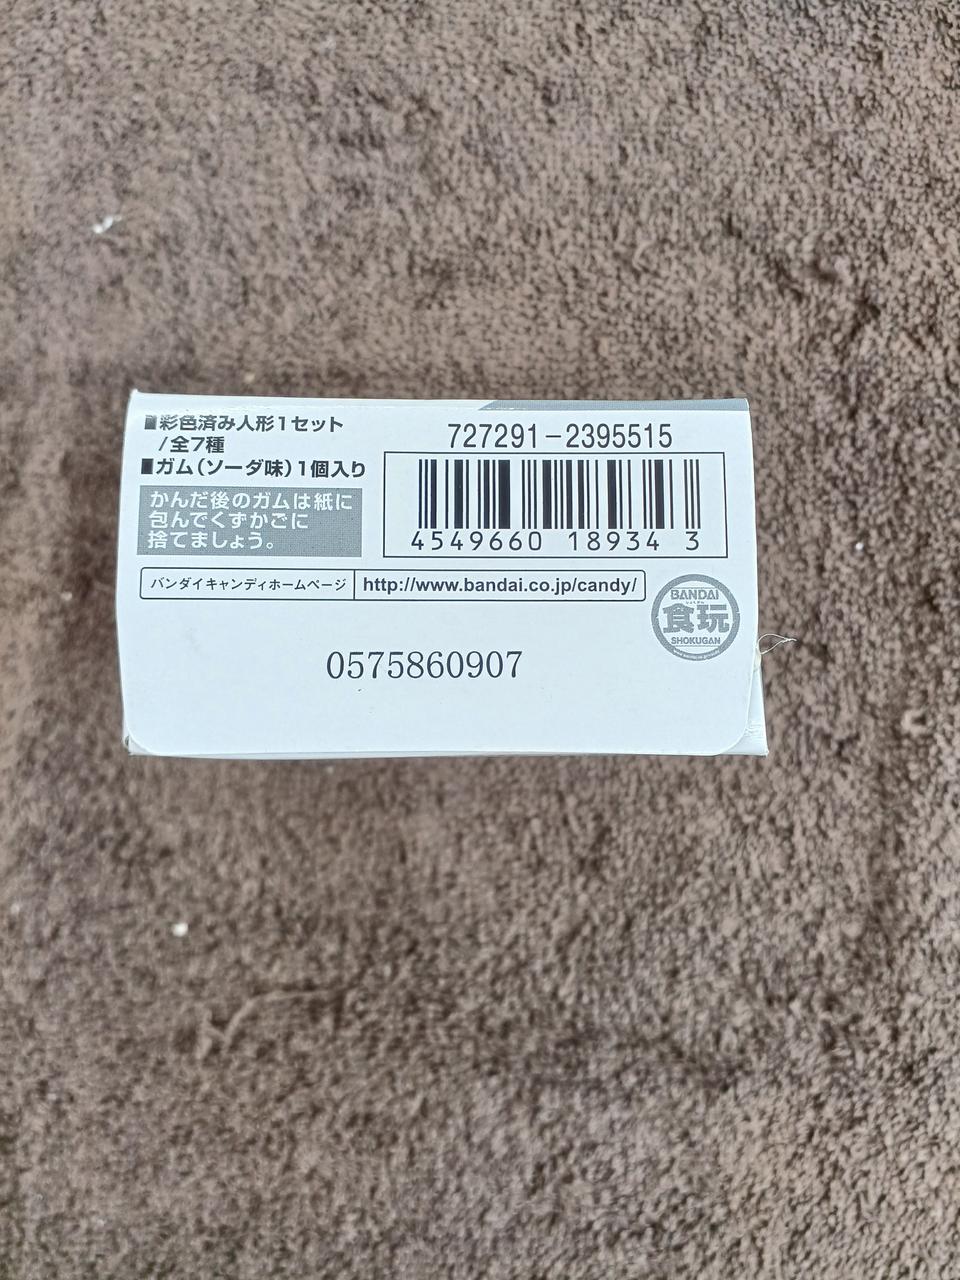 ■彩色済み人形1セット
/全7種
■ガム(ソーダ味)1個入り
かんだ後のガムは紙に
包んでくずかごに
捨てましょう。
727291-2395515
4549660 18934 3
バンダイキャンディホームページ http://www.bandai.co.jp/candy/
BANDAI
食玩
SHOKUGAN
0575860907